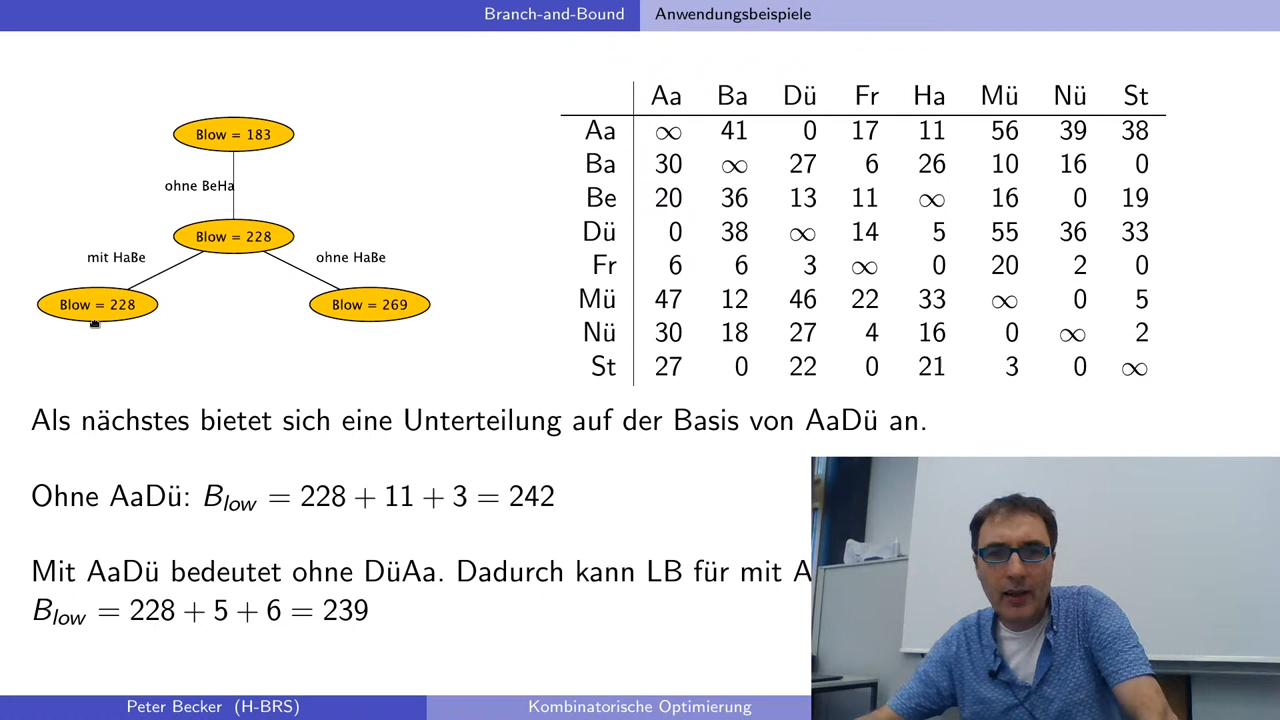 Branch-and-Bound Anwendungsbeispiele
Blow = 183
ohne BeHa
Blow = 228
mit HaBe ohne HaBe
Blow = 228 Blow = 269
Aa Ba Dü Fr Ha Mü Nü St
Aa ∞ 41 0 17 11 56 39 38
Ba 30 ∞ 27 6 26 10 16 0
Be 20 36 13 11 ∞ 16 0 19
Dü 0 38 ∞ 14 5 55 36 33
Fr 6 6 3 ∞ 0 20 2 0
Mü 47 12 46 22 33 ∞ 0 5
Nü 30 18 27 4 16 0 ∞ 2
St 27 0 22 0 21 3 0 ∞
Als nächstes bietet sich eine Unterteilung auf der Basis von AaDü an.
Ohne AaDü: B_low = 228 + 11 + 3 = 242
Mit AaDü bedeutet ohne DüAa. Dadurch kann LB für mit A
B_low = 228 + 5 + 6 = 239
Peter Becker (H-BRS) Kombinatorische Optimierung